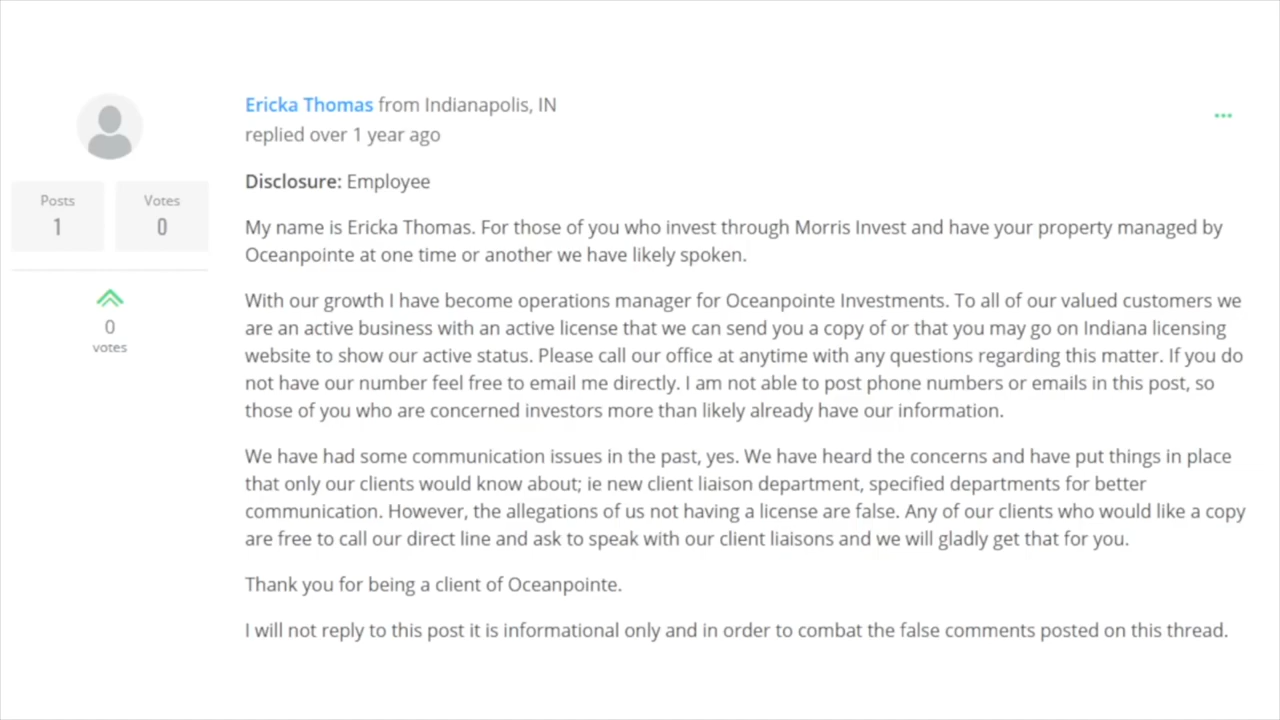 Ericka Thomas from Indianapolis, IN
replied over 1 year ago
Posts
1
Votes
0
0
votes
Disclosure: Employee
My name is Ericka Thomas. For those of you who invest through Morris Invest and have your property managed by
Oceanpointe at one time or another we have likely spoken.
With our growth I have become operations manager for Oceanpointe Investments. To all of our valued customers we
are an active business with an active license that we can send you a copy of or that you may go on Indiana licensing
website to show our active status. Please call our office at anytime with any questions regarding this matter. If you do
not have our number feel free to email me directly. I am not able to post phone numbers or emails in this post, so
those of you who are concerned investors more than likely already have our information.
We have had some communication issues in the past, yes. We have heard the concerns and have put things in place
that only our clients would know about; ie new client liaison department, specified departments for better
communication. However, the allegations of us not having a license are false. Any of our clients who would like a copy
are free to call our direct line and ask to speak with our client liaisons and we will gladly get that for you.
Thank you for being a client of Oceanpointe.
I will not reply to this post it is informational only and in order to combat the false comments posted on this thread.